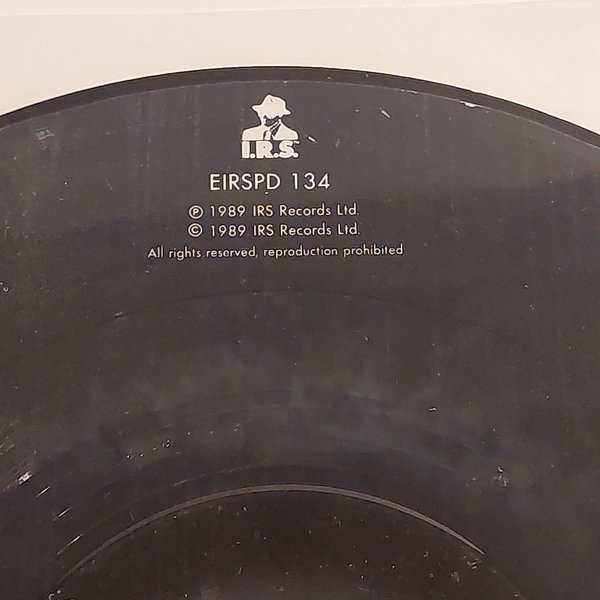 I.R.S.
EIRSPD 134
℗ 1989 IRS Records Ltd.
© 1989 IRS Records Ltd.
All rights reserved, reproduction prohibited